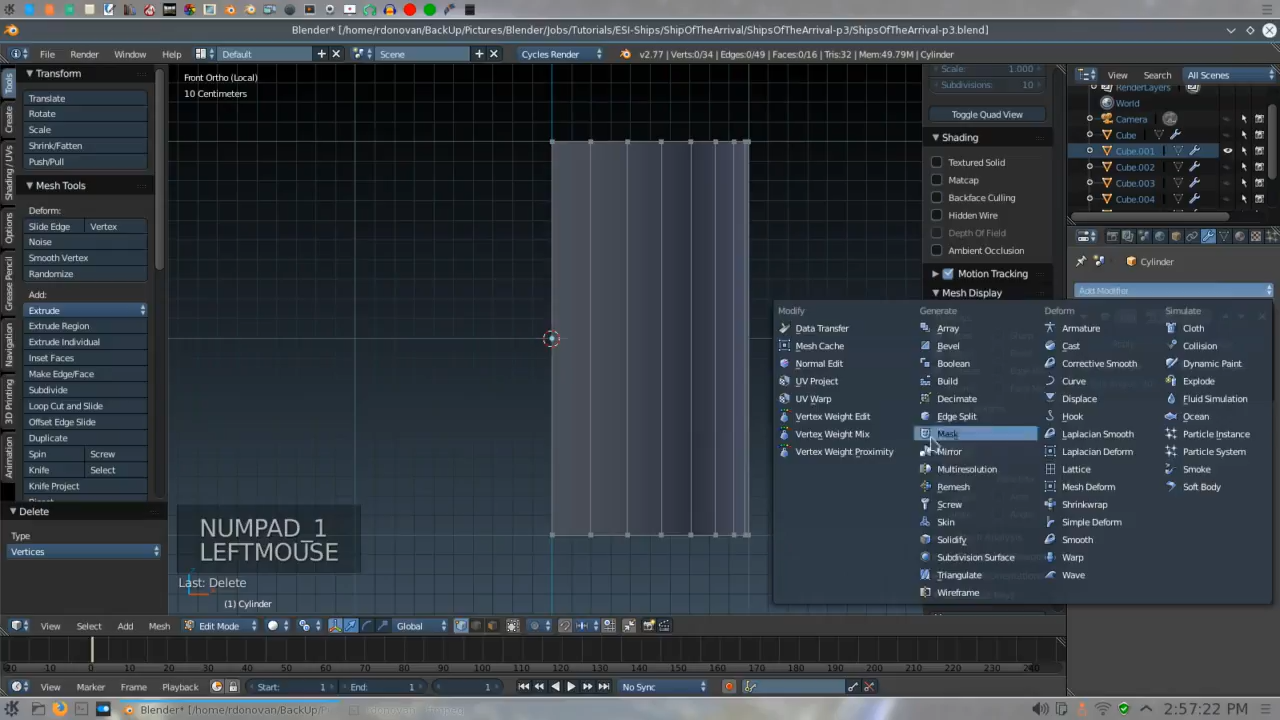 Blender* [/home/rdonovan/BackUp/Pictures/Blender/Jobs/Tutorials/ESI-Ships/ShipOfTheArrival/ShipsOfTheArrival-p3/ShipsOfTheArrival-p3.blend]
File Render Window Help Default Scene Cycles Render v2.77 | Verts:0/34 | Edges:0/49 | Faces:0/16 | Tris:32 | Mem:49.79M | Cylinder
Tools
Create
Shading / UVs
Options
Grease Pencil
Navigation
3D Printing
Animation
Transform
Translate
Rotate
Scale
Shrink/Fatten
Push/Pull
Mesh Tools
Deform:
Slide Edge Vertex
Noise
Smooth Vertex
Randomize
Add:
Extrude
Extrude Region
Extrude Individual
Inset Faces
Make Edge/Face
Subdivide
Loop Cut and Slide
Offset Edge Slide
Duplicate
Spin Screw
Knife Select
Knife Project
Delete
Type
Vertices
Front Ortho (Local)
10 Centimeters
NUMPAD_1
LEFTMOUSE
Last: Delete
(1) Cylinder
Scale: 1.000
Subdivisions: 10
Toggle Quad View
Shading
Textured Solid
Matcap
Backface Culling
Hidden Wire
Depth Of Field
Ambient Occlusion
Motion Tracking
Mesh Display
View Search All Scenes
RenderLayers
World
Camera
Cube
Cube.001
Cube.002
Cube.003
Cube.004
Cylinder
Add Modifier
Modify
Data Transfer
Mesh Cache
Normal Edit
UV Project
UV Warp
Vertex Weight Edit
Vertex Weight Mix
Vertex Weight Proximity
Generate
Array
Bevel
Boolean
Build
Decimate
Edge Split
Mask
Mirror
Multiresolution
Remesh
Screw
Skin
Solidify
Subdivision Surface
Triangulate
Wireframe
Deform
Armature
Cast
Corrective Smooth
Curve
Displace
Hook
Laplacian Smooth
Laplacian Deform
Lattice
Mesh Deform
Shrinkwrap
Simple Deform
Smooth
Warp
Wave
Simulate
Cloth
Collision
Dynamic Paint
Explode
Fluid Simulation
Ocean
Particle Instance
Particle System
Smoke
Soft Body
View Select Add Mesh Edit Mode Global
-20 -10 0 10 20 30 40 50 60 70 80 90 100 110 120 130 140 150 160 170 180 190 200 210 220 230 240
View Marker Frame Playback Start: 1 End: 1 1 No Sync
Blender* [/home/rdonovan/BackUp/
2:57:22 PM